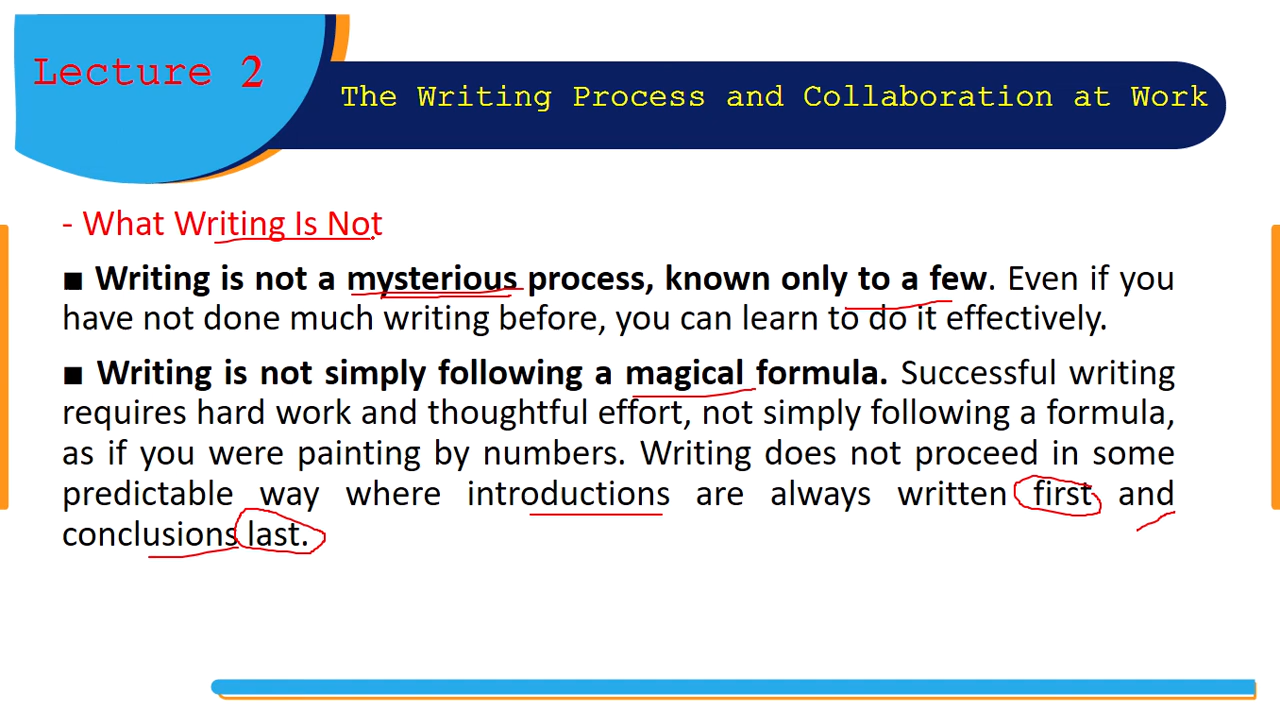 Lecture 2
The Writing Process and Collaboration at Work
- What Writing Is Not
■ Writing is not a mysterious process, known only to a few. Even if you
have not done much writing before, you can learn to do it effectively.
■ Writing is not simply following a magical formula. Successful writing
requires hard work and thoughtful effort, not simply following a formula,
as if you were painting by numbers. Writing does not proceed in some
predictable way where introductions are always written first and
conclusions last.